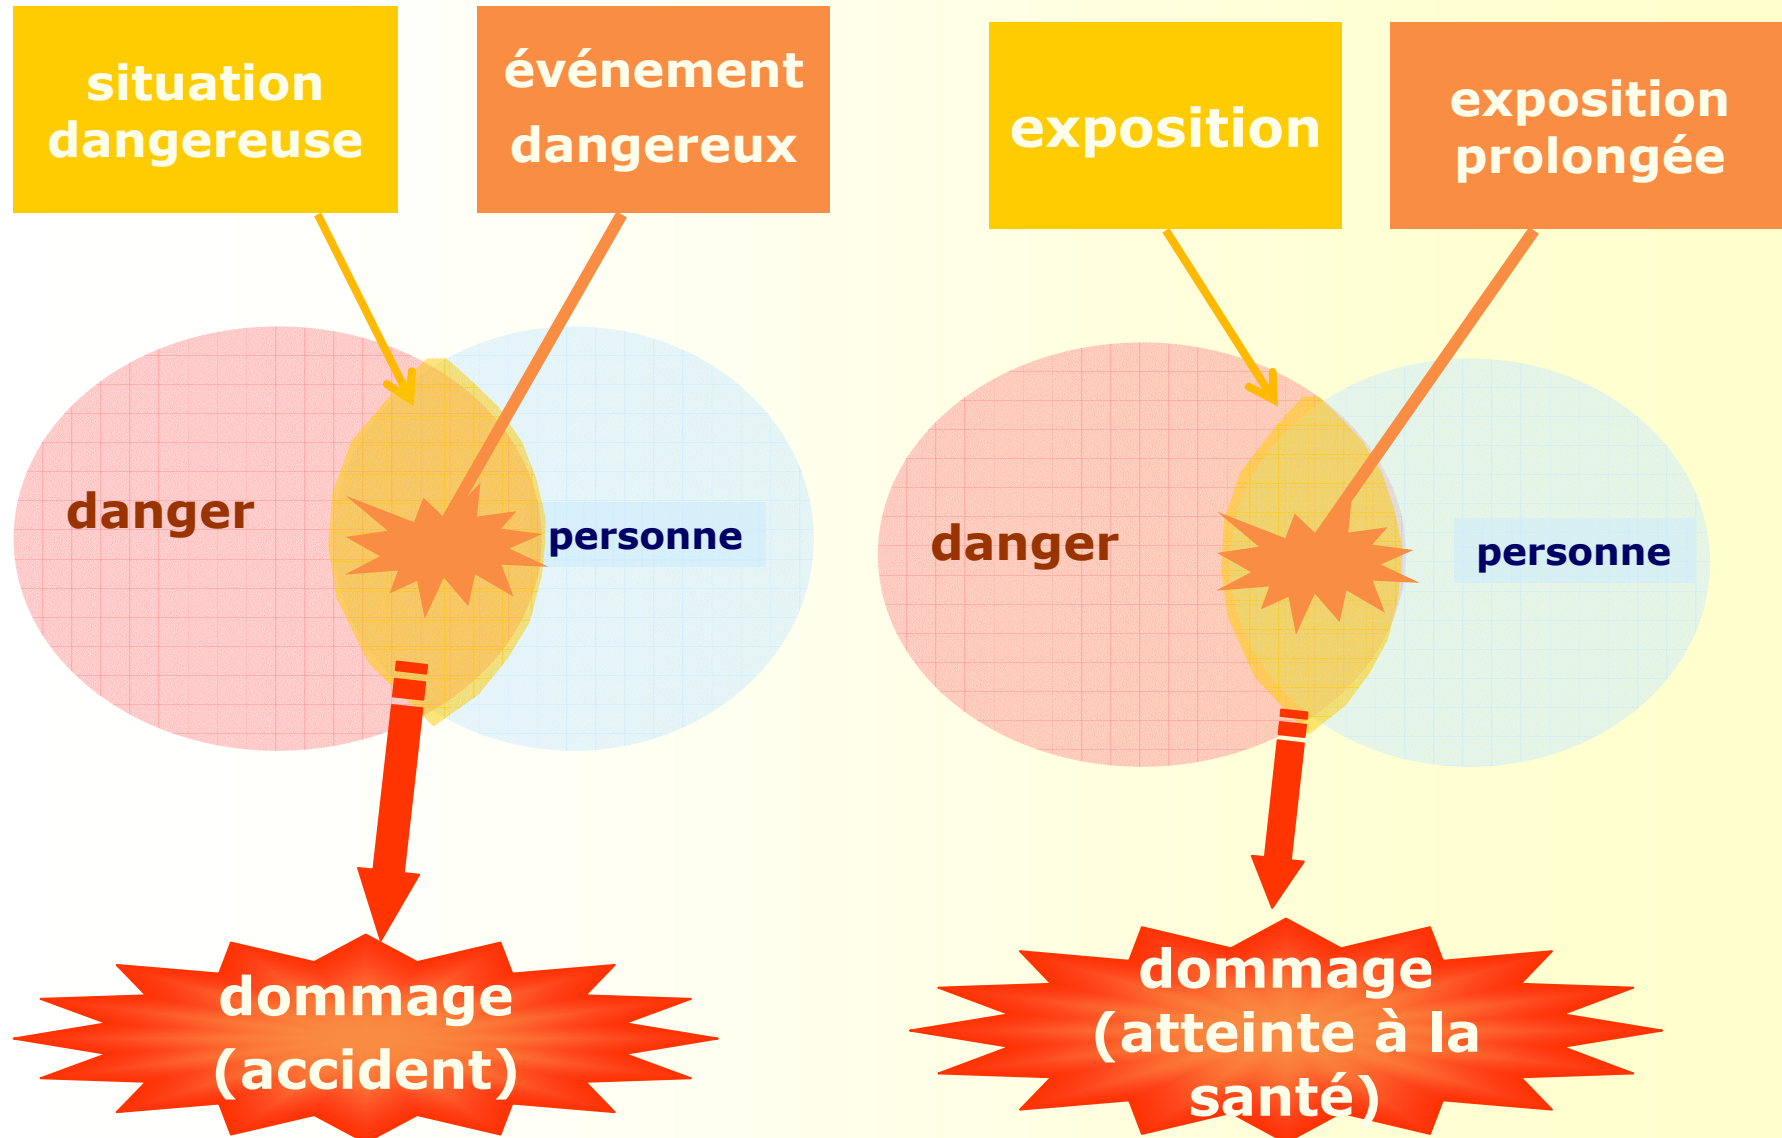 situation
dangereuse
événement
dangereux
danger
personne
dommage
(accident)
exposition
exposition
prolongée
danger
personne
dommage
(atteinte à la
santé)